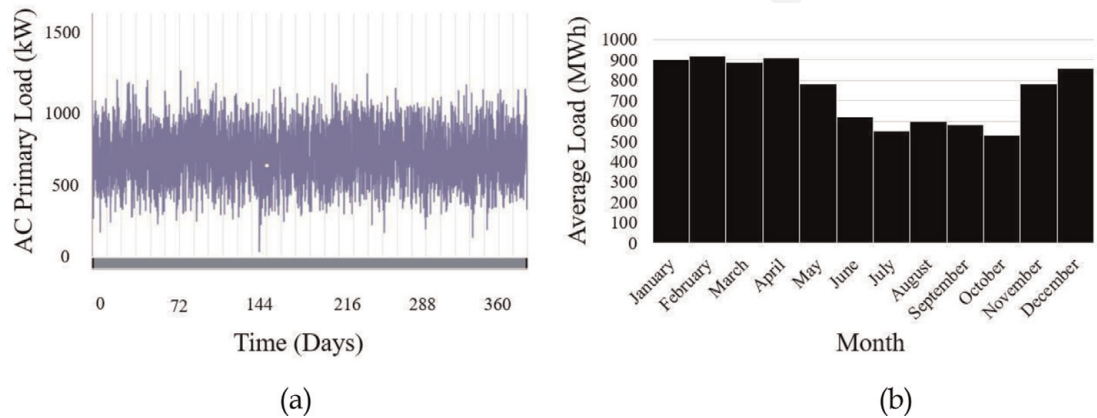 AC Primary Load (kW)
1500
1000
500
0
0 72 144 216 288 360
Time (Days)
(a)
Average Load (MWh)
1000
900
800
700
600
500
400
300
200
100
0
January
February
March
April
May
June
July
August
September
October
November
December
Month
(b)